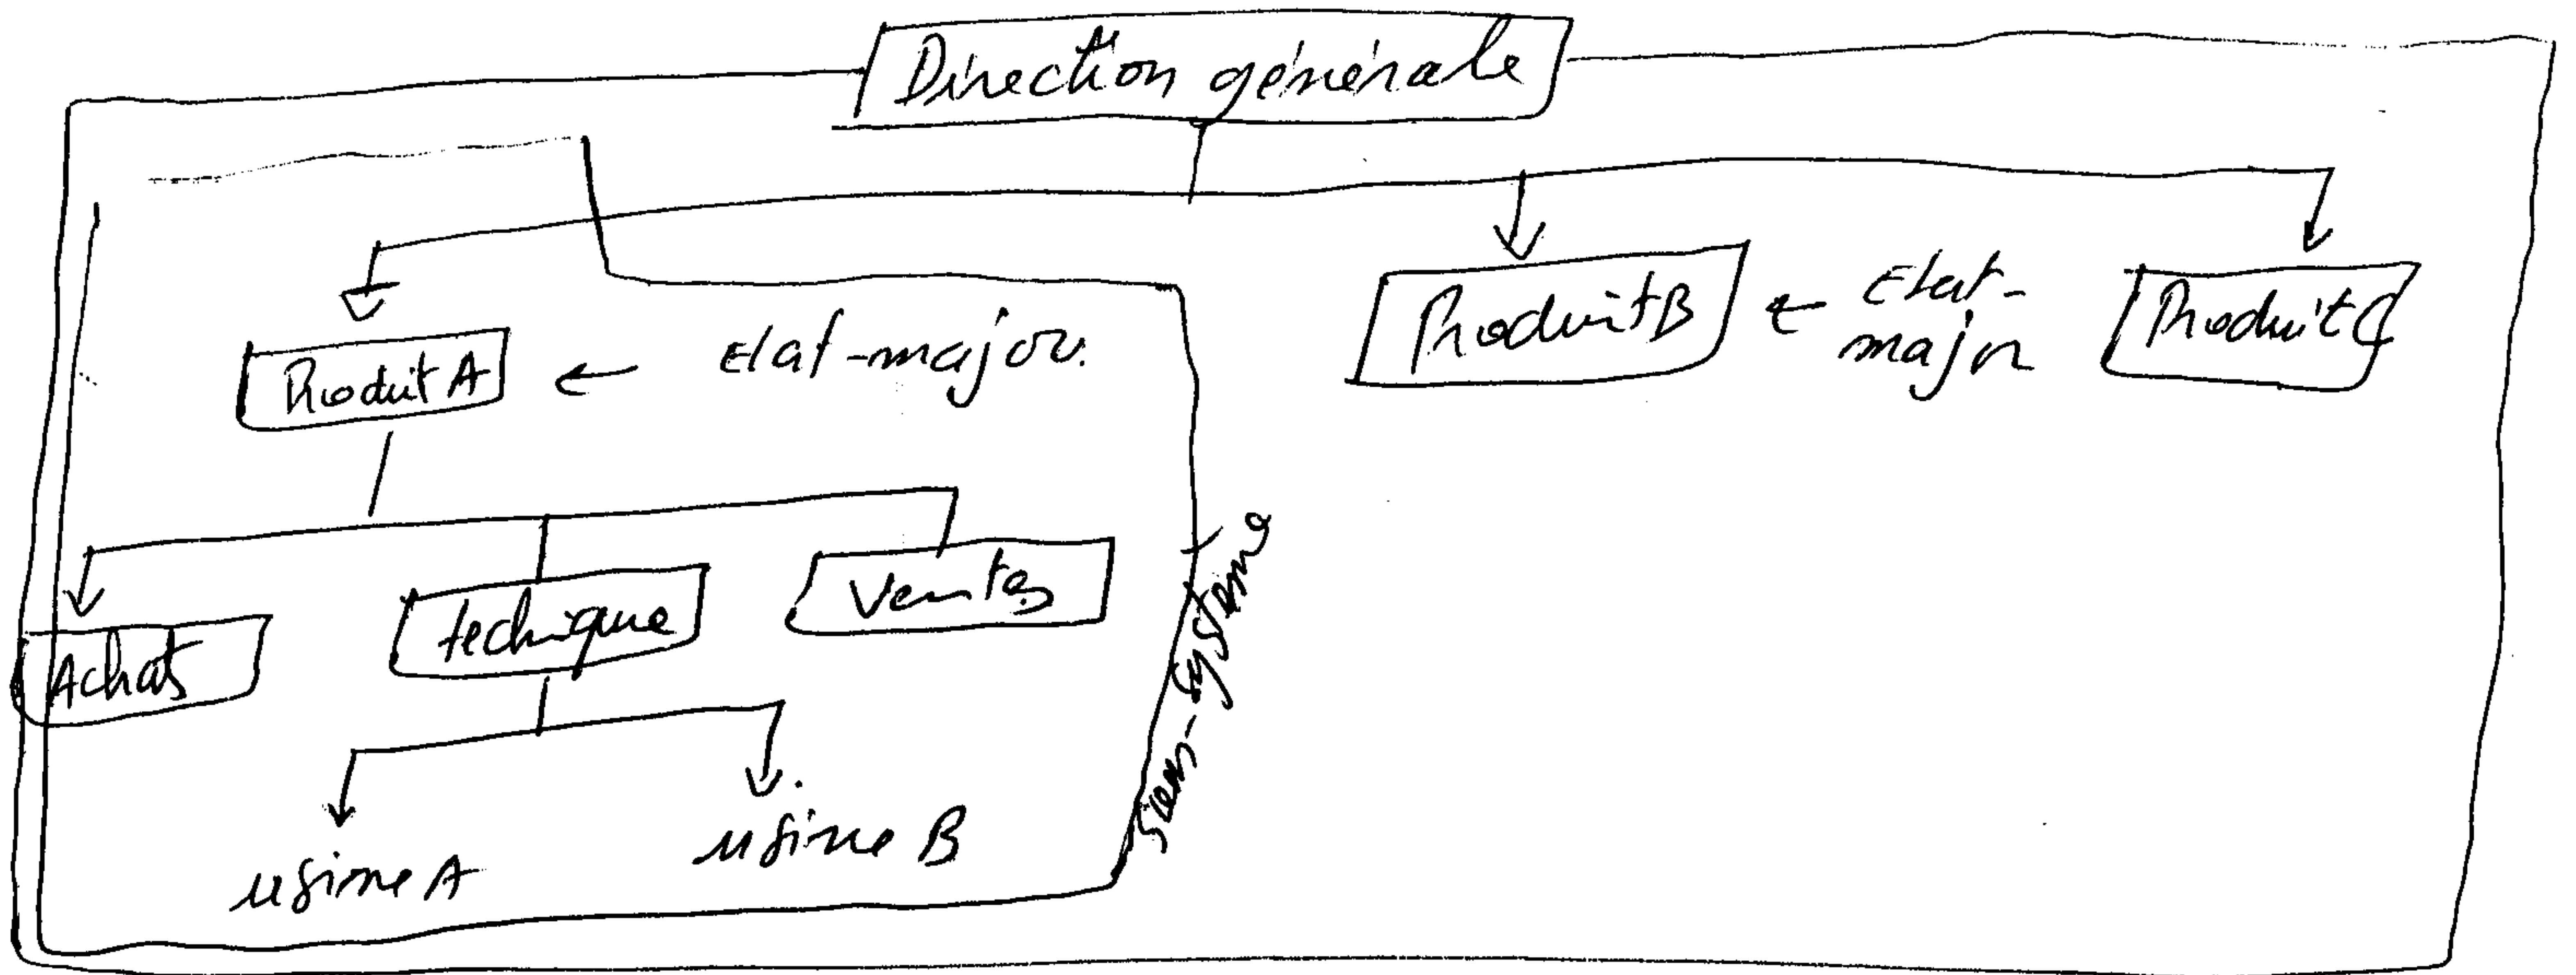 Direction générale
Produit A
← Etat-major
Produit B
← Etat-
major
Produit C
Achats
technique
Ventes
usine A
usine B
Sous-système